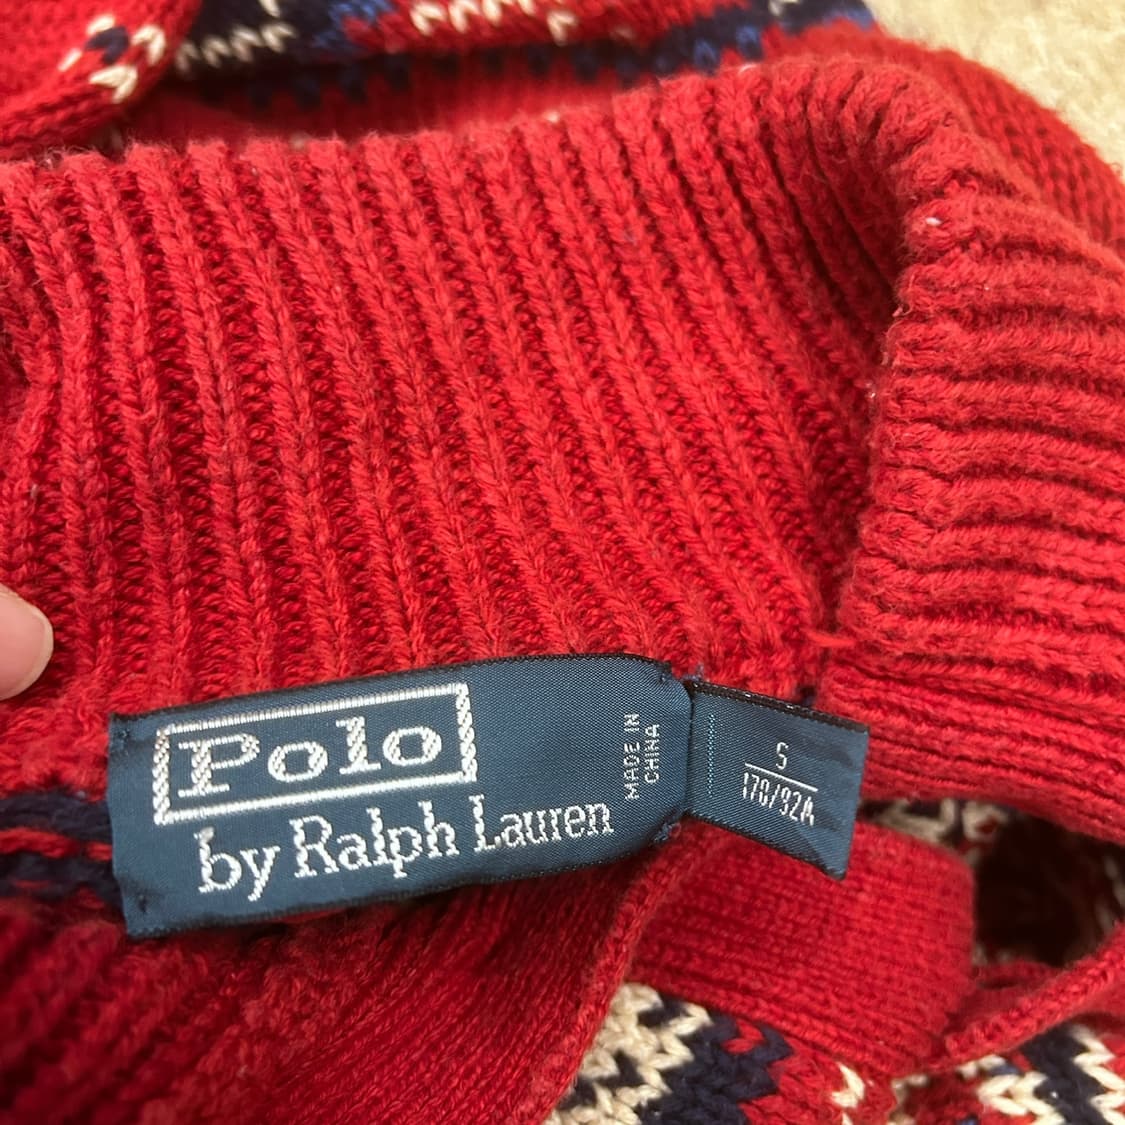 Polo
by Ralph Lauren
MADE IN
CHINA
S
170/92A